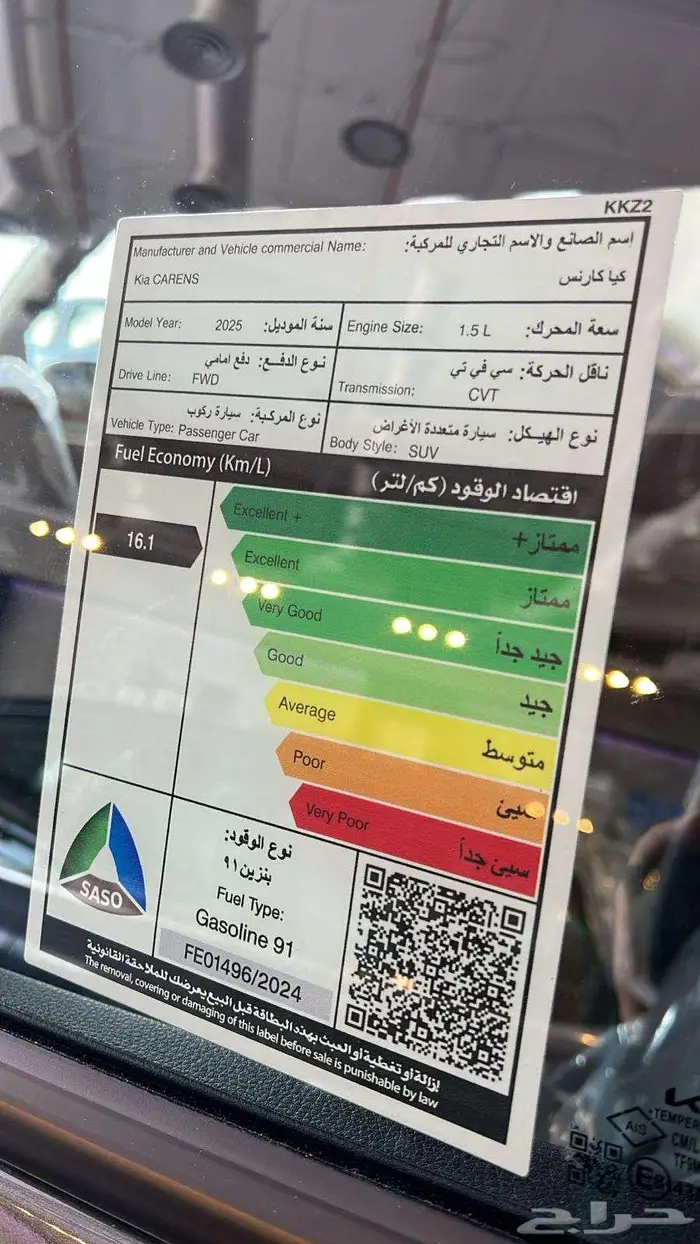 KKZ2
Manufacturer and Vehicle commercial Name: إسم الصانع والاسم التجاري للمركبة:
Kia CARENS كيا كارنس
Model Year: 2025 سنة الموديل: Engine Size: 1.5 L سعة المحرك:
نوع الدفـع: دفع امامي ناقل الحركة: سي في تي
Drive Line: FWD Transmission: CVT
نوع المركبة: سيارة ركوب نوع الهيكل: سيارة متعددة الأغراض
Vehicle Type: Passenger Car Body Style: SUV
Fuel Economy (Km/L) اقتصاد الوقود (كم/لتر)
Excellent + ممتاز+
16.1
Excellent ممتاز
Very Good جيد جداً
Good جيد
Average متوسط
Poor سيئ
Very Poor سيئ جداً
SASO
نوع الوقود:
بنزين ٩١
Fuel Type:
Gasoline 91
FE01496/2024
إزالة أو تغطية أو العبث بهذه البطاقة قبل البيع يعرضك للملاحقة القانونية
The removal, covering or damaging of this label before sale is punishable by law
AIS
E8
حراج